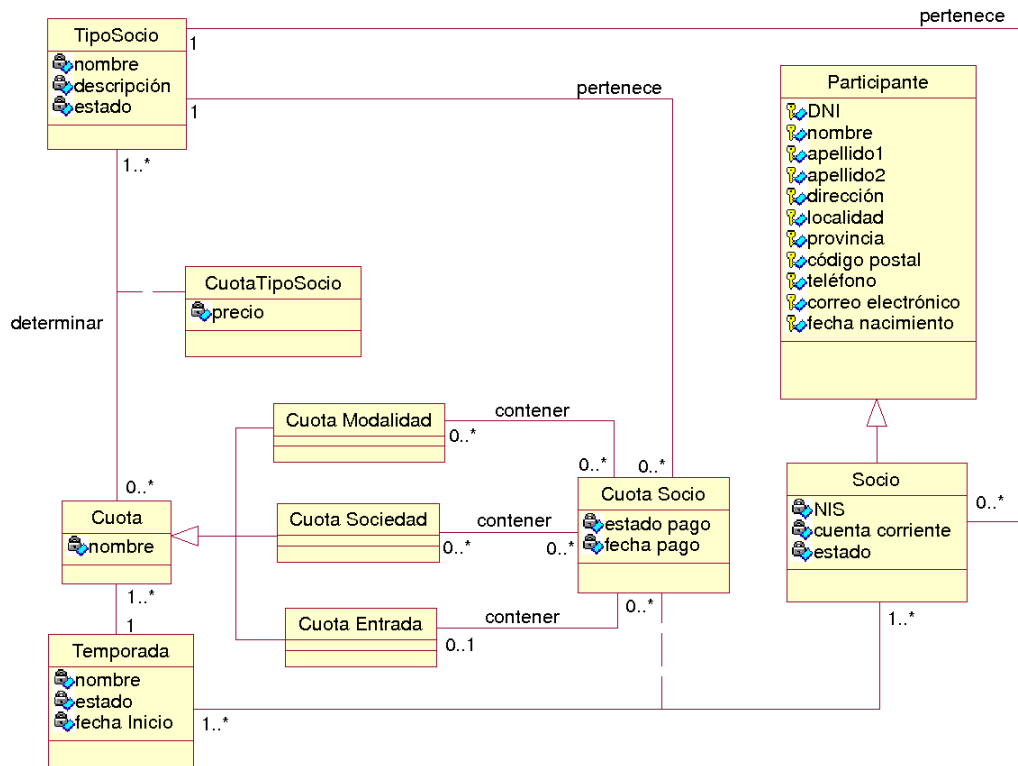 pertenece
TipoSocio
nombre
descripción
estado
1
1
pertenece
1..*
Participante
DNI
nombre
apellido1
apellido2
dirección
localidad
provincia
código postal
teléfono
correo electrónico
fecha nacimiento
CuotaTipoSocio
precio
determinar
Cuota Modalidad
contener
0..*
0..*
0..*
0..*
Cuota
nombre
Cuota Sociedad
contener
0..*
0..*
Cuota Socio
estado pago
fecha pago
Socio
NIS
cuenta corriente
estado
0..*
1..*
1
Cuota Entrada
contener
0..1
0..*
1..*
Temporada
nombre
estado
fecha Inicio
1..*